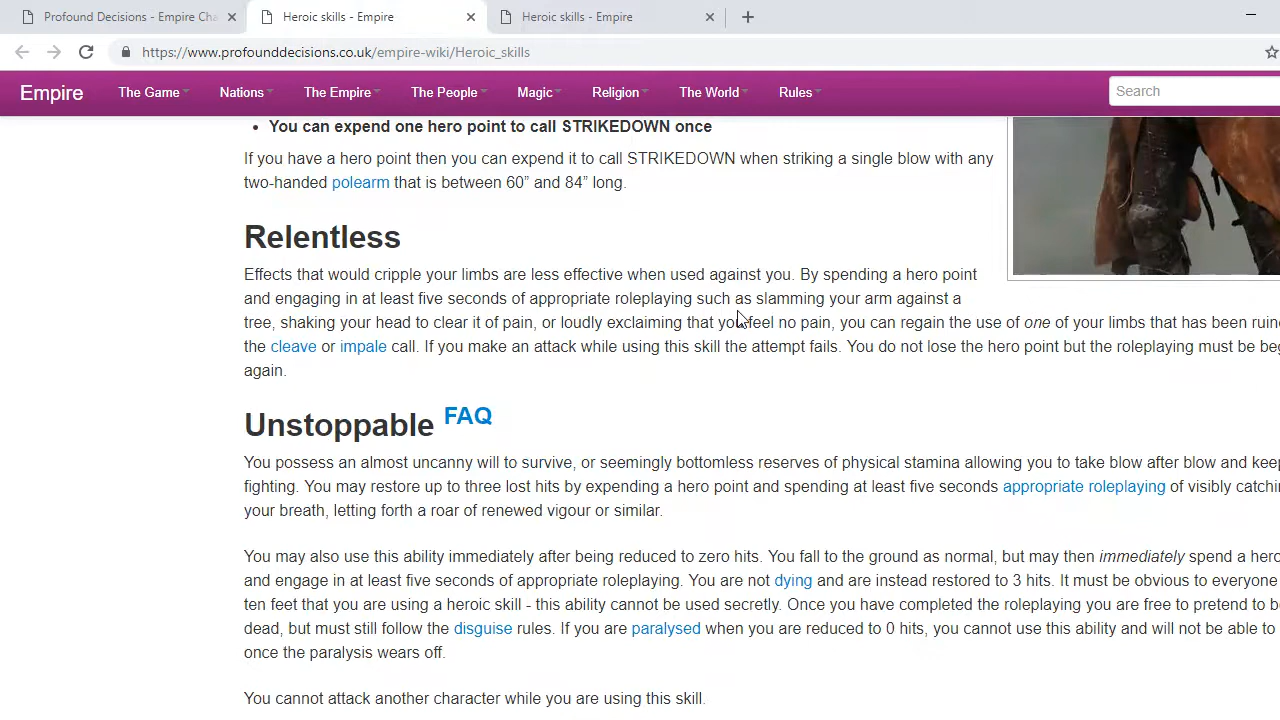 Profound Decisions - Empire Cha
Heroic skills - Empire
Heroic skills - Empire
https://www.profounddecisions.co.uk/empire-wiki/Heroic_skills
Empire The Game Nations The Empire The People Magic Religion The World Rules Search
• You can expend one hero point to call STRIKEDOWN once
If you have a hero point then you can expend it to call STRIKEDOWN when striking a single blow with any
two-handed polearm that is between 60” and 84” long.
Relentless
Effects that would cripple your limbs are less effective when used against you. By spending a hero point
and engaging in at least five seconds of appropriate roleplaying such as slamming your arm against a
tree, shaking your head to clear it of pain, or loudly exclaiming that you feel no pain, you can regain the use of one of your limbs that has been ruine
the cleave or impale call. If you make an attack while using this skill the attempt fails. You do not lose the hero point but the roleplaying must be beg
again.
Unstoppable FAQ
You possess an almost uncanny will to survive, or seemingly bottomless reserves of physical stamina allowing you to take blow after blow and keep
fighting. You may restore up to three lost hits by expending a hero point and spending at least five seconds appropriate roleplaying of visibly catchin
your breath, letting forth a roar of renewed vigour or similar.
You may also use this ability immediately after being reduced to zero hits. You fall to the ground as normal, but may then immediately spend a hero
and engage in at least five seconds of appropriate roleplaying. You are not dying and are instead restored to 3 hits. It must be obvious to everyone
ten feet that you are using a heroic skill - this ability cannot be used secretly. Once you have completed the roleplaying you are free to pretend to be
dead, but must still follow the disguise rules. If you are paralysed when you are reduced to 0 hits, you cannot use this ability and will not be able to
once the paralysis wears off.
You cannot attack another character while you are using this skill.